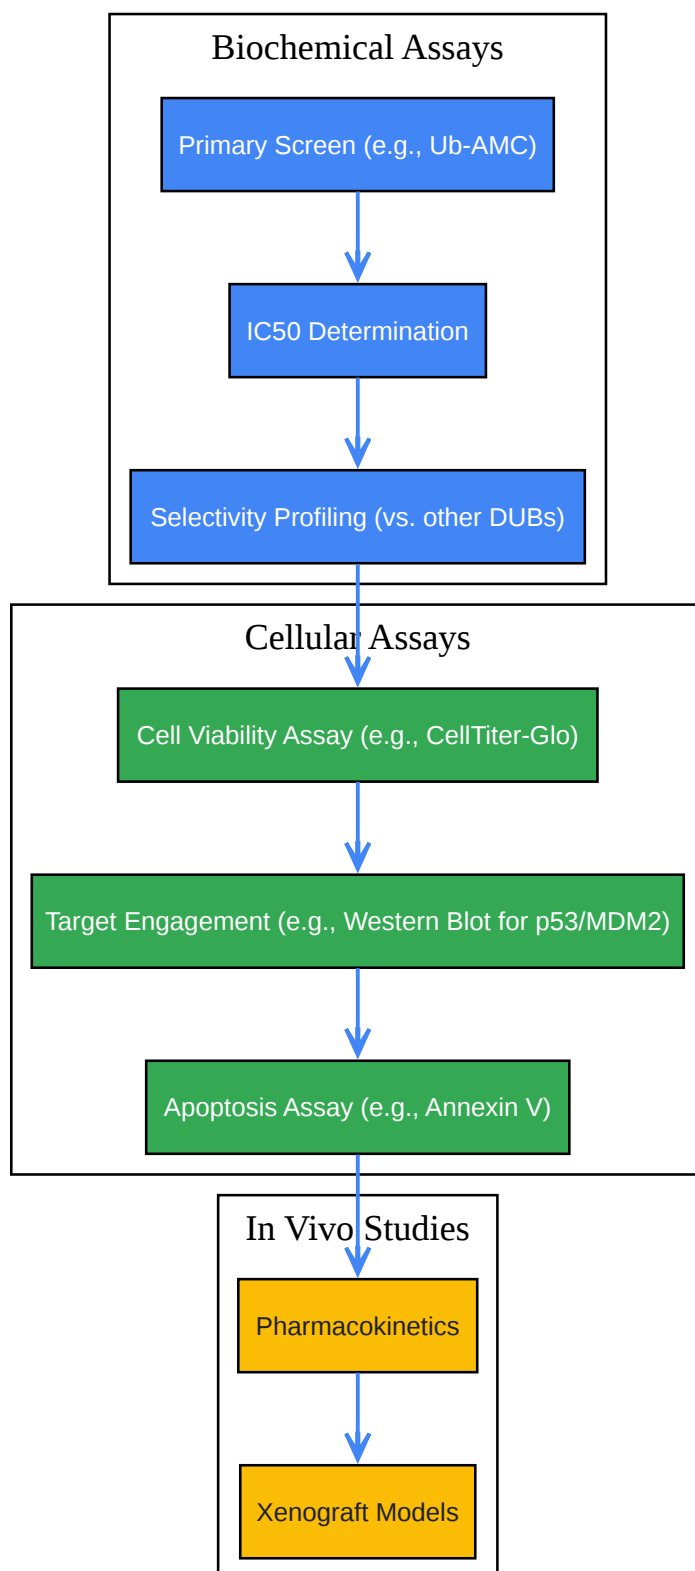 Biochemical Assays
Primary Screen (e.g., Ub-AMC)
IC50 Determination
Selectivity Profiling (vs. other DUBs)
Cellular Assays
Cell Viability Assay (e.g., CellTiter-Glo)
Target Engagement (e.g., Western Blot for p53/MDM2)
Apoptosis Assay (e.g., Annexin V)
In Vivo Studies
Pharmacokinetics
Xenograft Models